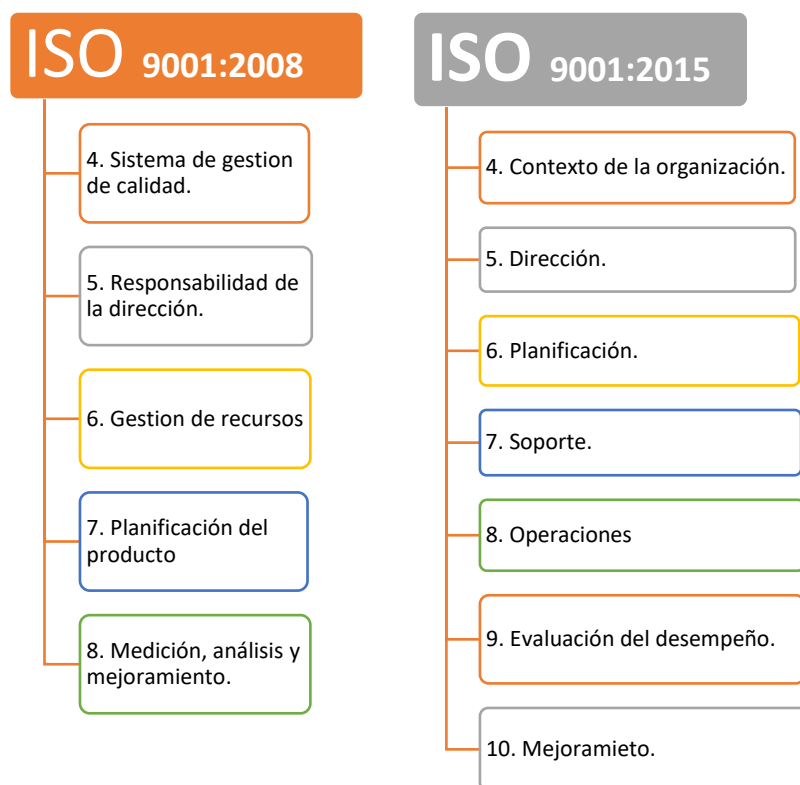 ISO 9001:2008
4. Sistema de gestion
de calidad.
5. Responsabilidad de
la dirección.
6. Gestion de recursos
7. Planificación del
producto
8. Medición, análisis y
mejoramiento.
ISO 9001:2015
4. Contexto de la organización.
5. Dirección.
6. Planificación.
7. Soporte.
8. Operaciones
9. Evaluación del desempeño.
10. Mejoramieto.